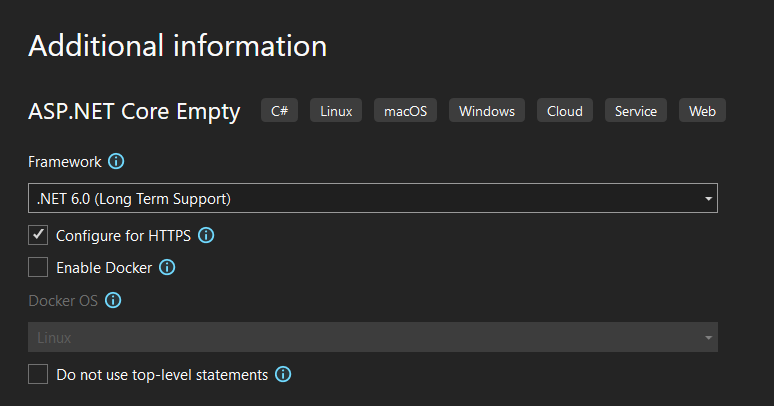 Additional information
ASP.NET Core Empty C# Linux macOS Windows Cloud Service Web
Framework
.NET 6.0 (Long Term Support)
Configure for HTTPS
Enable Docker
Docker OS
Linux
Do not use top-level statements